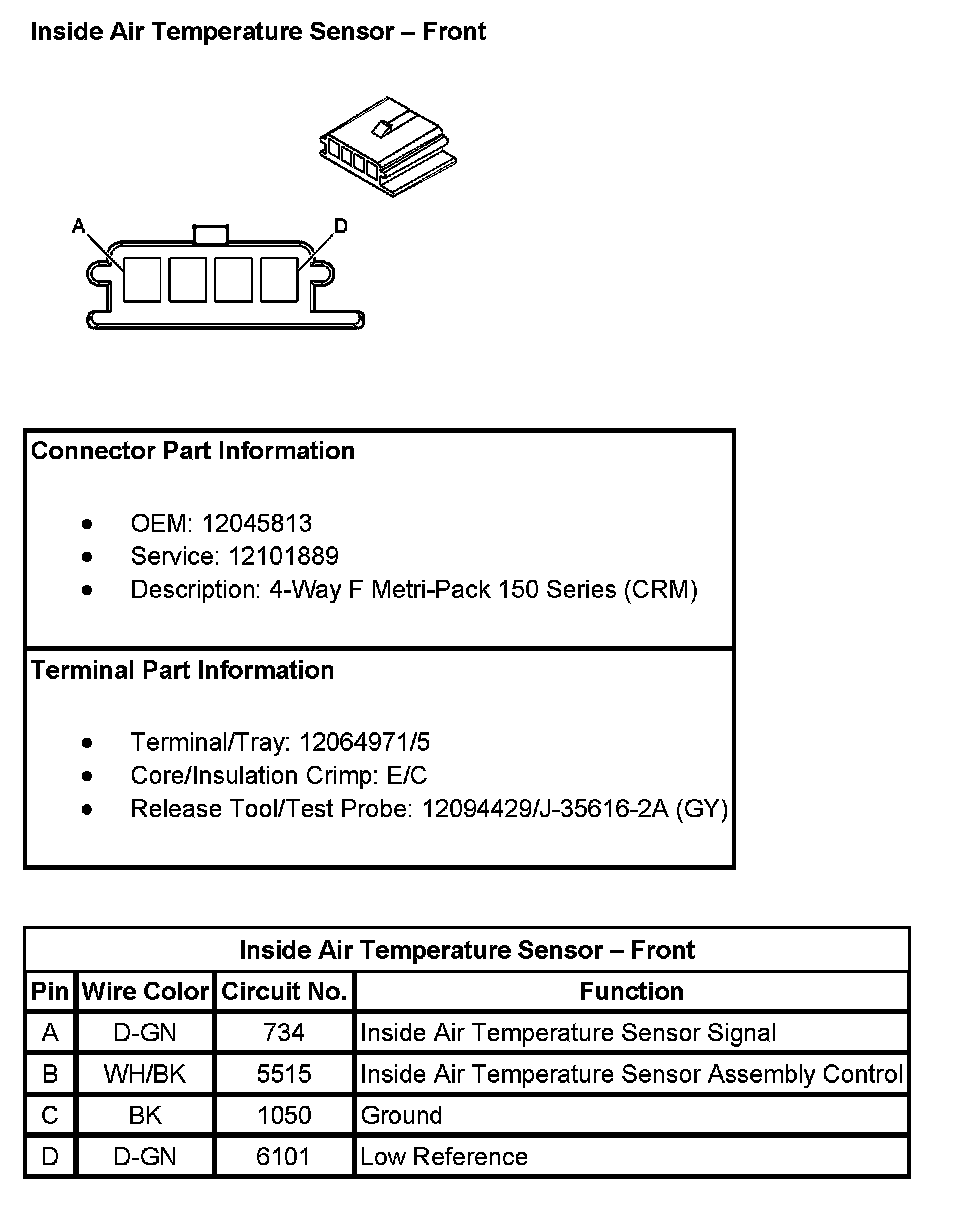 Inside Air Temperature Sensor – Front
A D
Connector Part Information
● OEM: 12045813
● Service: 12101889
● Description: 4-Way F Metri-Pack 150 Series (CRM)
Terminal Part Information
● Terminal/Tray: 12064971/5
● Core/Insulation Crimp: E/C
● Release Tool/Test Probe: 12094429/J-35616-2A (GY)
Inside Air Temperature Sensor – Front
Pin Wire Color Circuit No. Function
A D-GN 734 Inside Air Temperature Sensor Signal
B WH/BK 5515 Inside Air Temperature Sensor Assembly Control
C BK 1050 Ground
D D-GN 6101 Low Reference